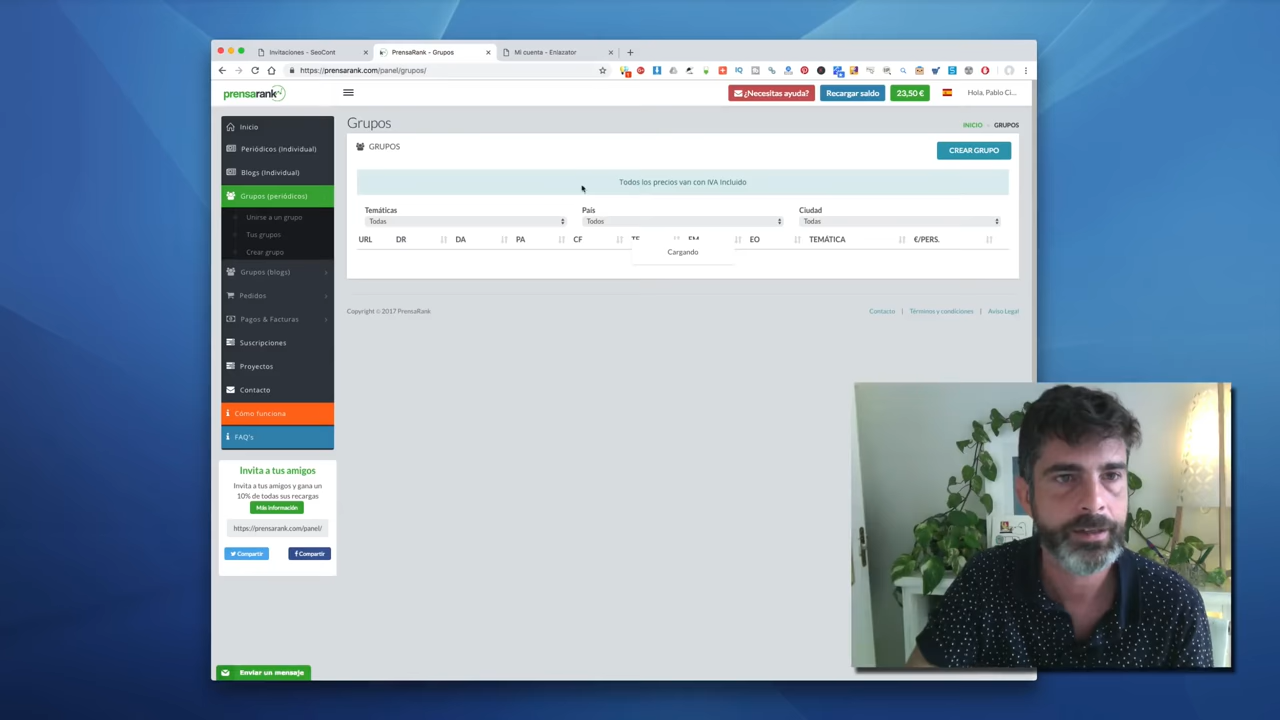 Invitaciones - SeoCont
PrensaRank - Grupos
Mi cuenta - Enlazator
https://prensarank.com/panel/grupos/
prensarank
¿Necesitas ayuda?
Recargar saldo
23,50 €
Hola, Pablo Ci...
Inicio
Periódicos (Individual)
Blogs (Individual)
Grupos (periódicos)
Unirse a un grupo
Tus grupos
Crear grupo
Grupos (blogs)
Pedidos
Pagos & Facturas
Suscripciones
Proyectos
Contacto
Cómo funciona
FAQ's
Invita a tus amigos
Invita a tus amigos y gana un
10% de todas sus recargas
Más información
https://prensarank.com/panel/
Compartir
Compartir
Enviar un mensaje
Grupos
INICIO
GRUPOS
GRUPOS
CREAR GRUPO
Todos los precios van con IVA Incluido
Temáticas
País
Ciudad
Todas
Todos
Todas
URL DR DA PA CF TF EM EO TEMÁTICA €/PERS.
Cargando
Copyright © 2017 PrensaRank
Contacto | Términos y condiciones | Aviso Legal